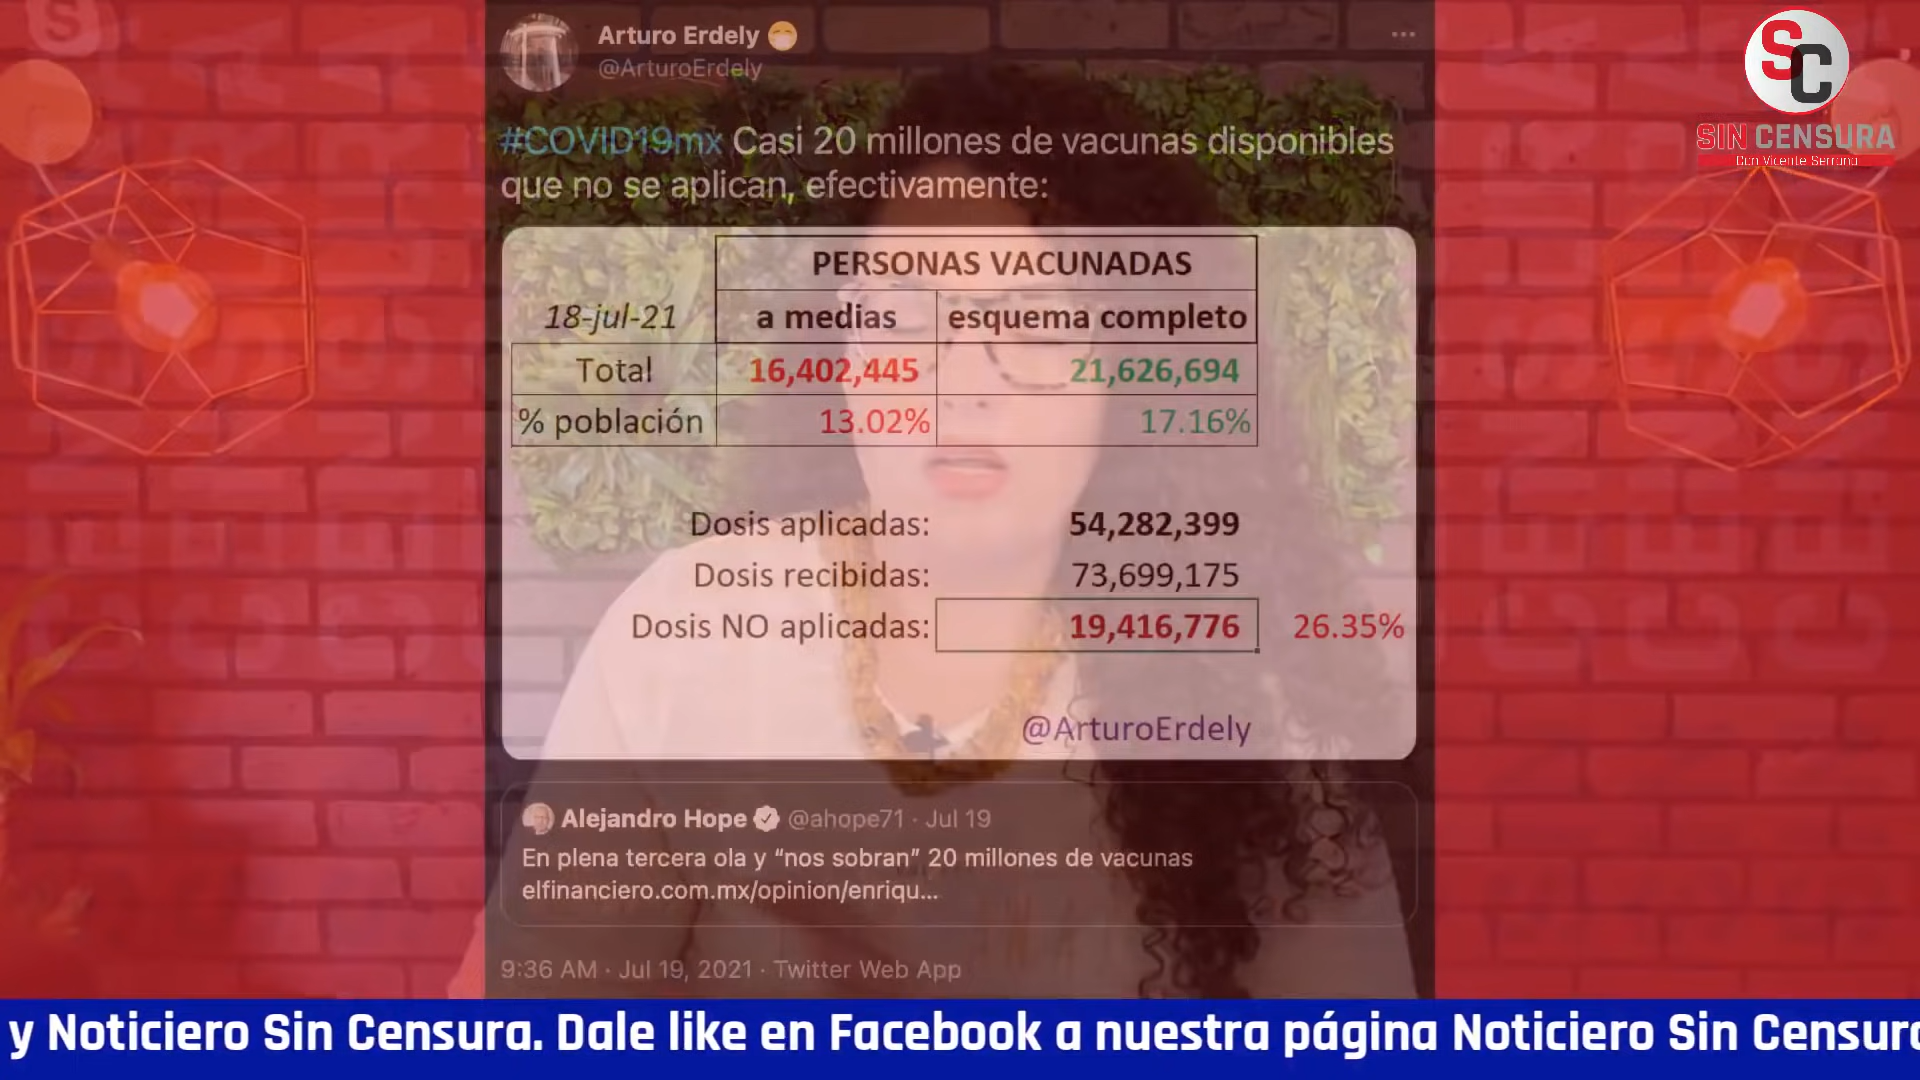 Arturo Erdely
@ArturoErdely
#COVID19mx Casi 20 millones de vacunas disponibles
que no se aplican, efectivamente:
PERSONAS VACUNADAS
18-jul-21 a medias esquema completo
Total 16,402,445 21,626,694
% población 13.02% 17.16%
Dosis aplicadas: 54,282,399
Dosis recibidas: 73,699,175
Dosis NO aplicadas: 19,416,776 26.35%
@ArturoErdely
Alejandro Hope @ahope71 · Jul 19
En plena tercera ola y “nos sobran” 20 millones de vacunas
elfinanciero.com.mx/opinion/enriqu...
9:36 AM · Jul 19, 2021 · Twitter Web App
SC
SIN CENSURA
Con Vicente Serrano
y Noticiero Sin Censura. Dale like en Facebook a nuestra página Noticiero Sin Censura